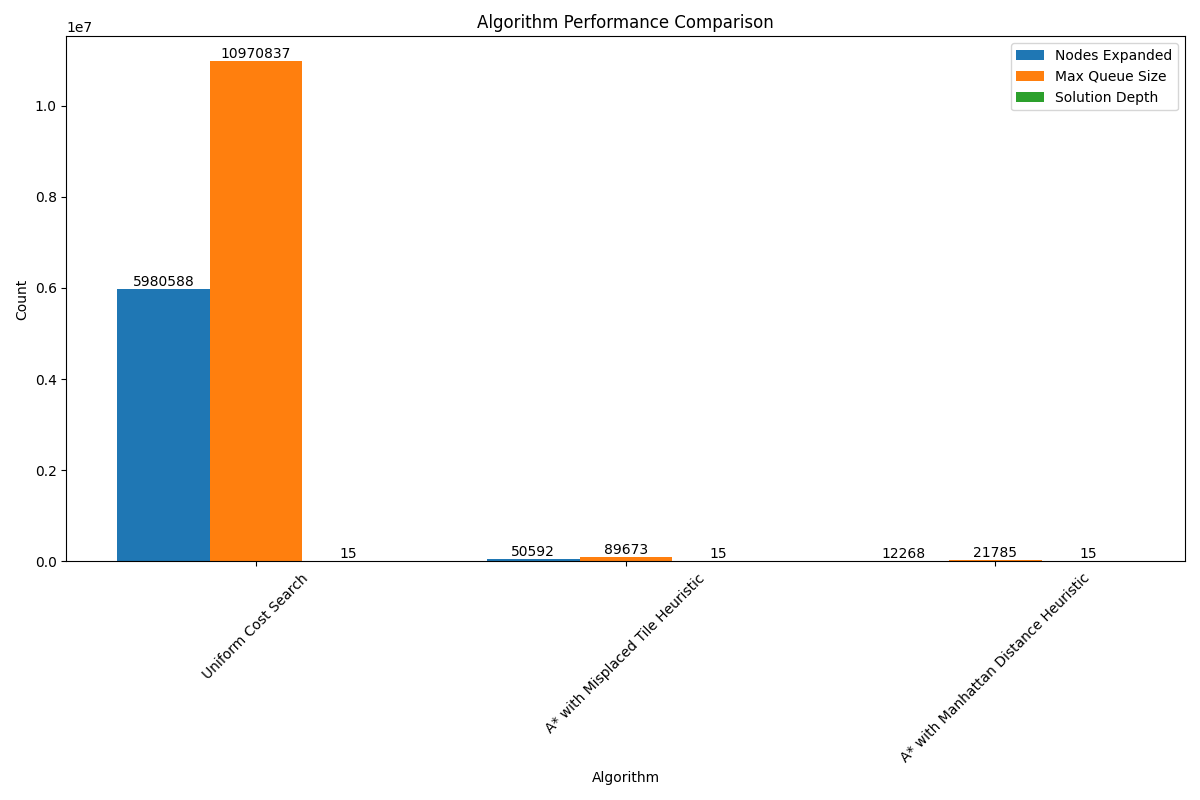 Algorithm Performance Comparison
1e7
Nodes Expanded
Max Queue Size
Solution Depth
Count
1.0
0.8
0.6
0.4
0.2
0.0
5980588
10970837
15
50592
89673
15
12268
21785
15
Uniform Cost Search
A* with Misplaced Tile Heuristic
A* with Manhattan Distance Heuristic
Algorithm